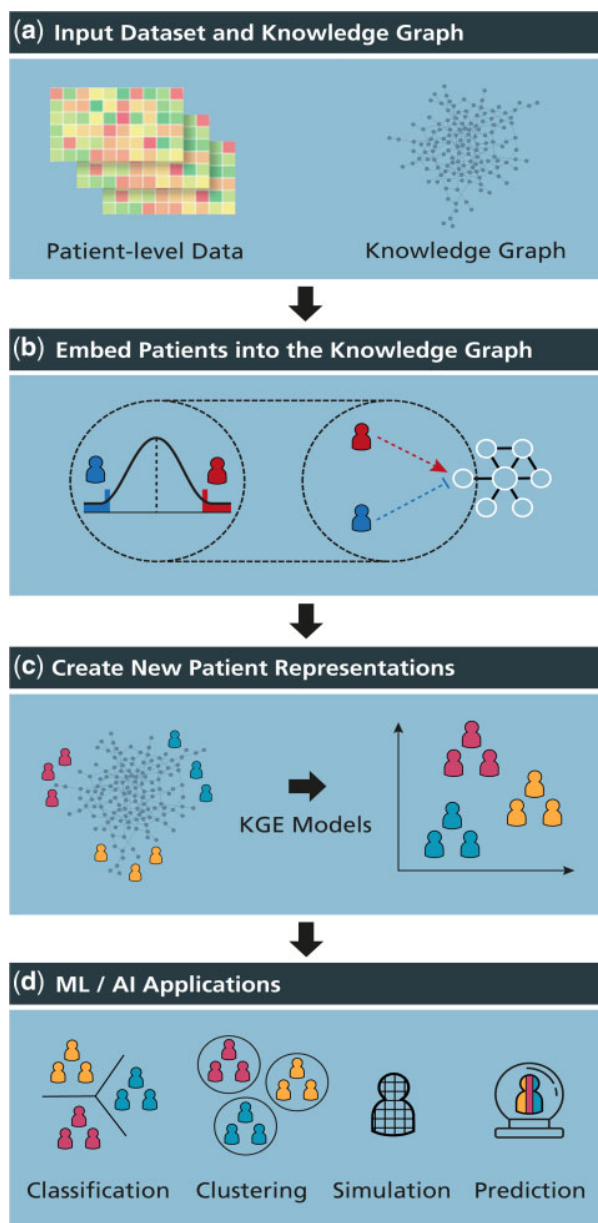 (a) Input Dataset and Knowledge Graph
Patient-level Data
Knowledge Graph
(b) Embed Patients into the Knowledge Graph
(c) Create New Patient Representations
KGE Models
(d) ML / AI Applications
Classification
Clustering
Simulation
Prediction